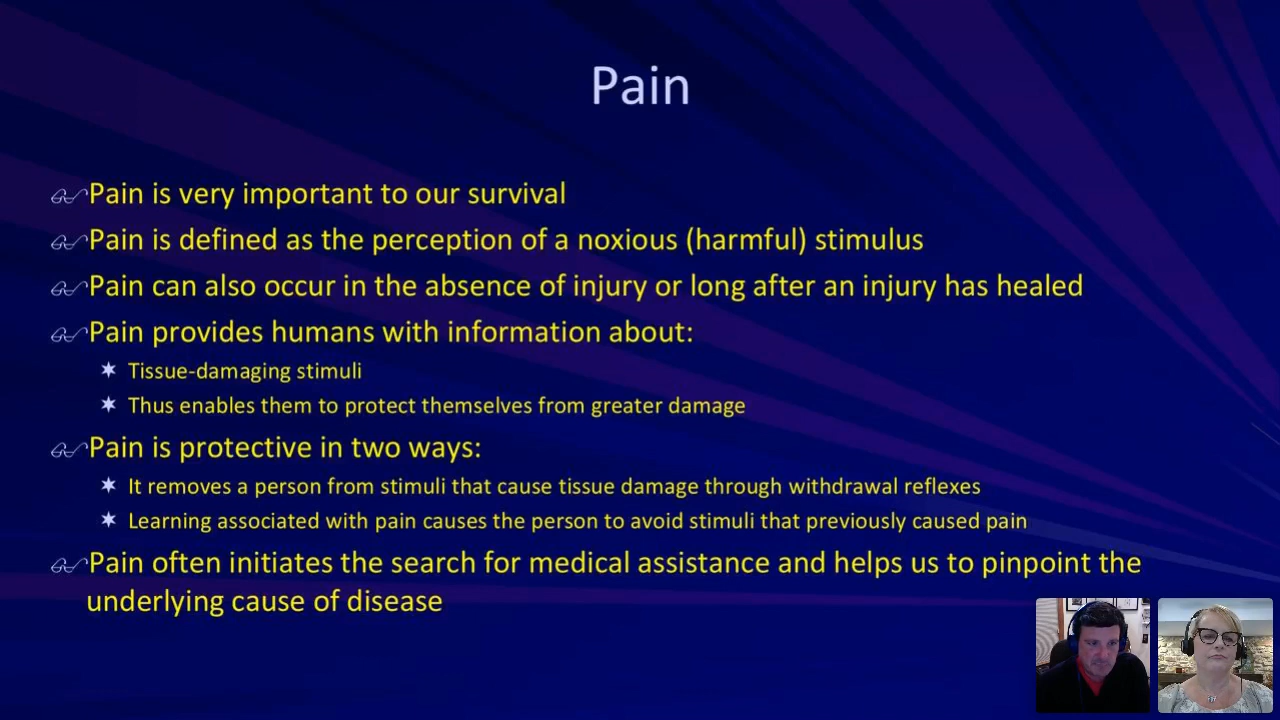 Pain
Pain is very important to our survival
Pain is defined as the perception of a noxious (harmful) stimulus
Pain can also occur in the absence of injury or long after an injury has healed
Pain provides humans with information about:
Tissue-damaging stimuli
Thus enables them to protect themselves from greater damage
Pain is protective in two ways:
It removes a person from stimuli that cause tissue damage through withdrawal reflexes
Learning associated with pain causes the person to avoid stimuli that previously caused pain
Pain often initiates the search for medical assistance and helps us to pinpoint the
underlying cause of disease